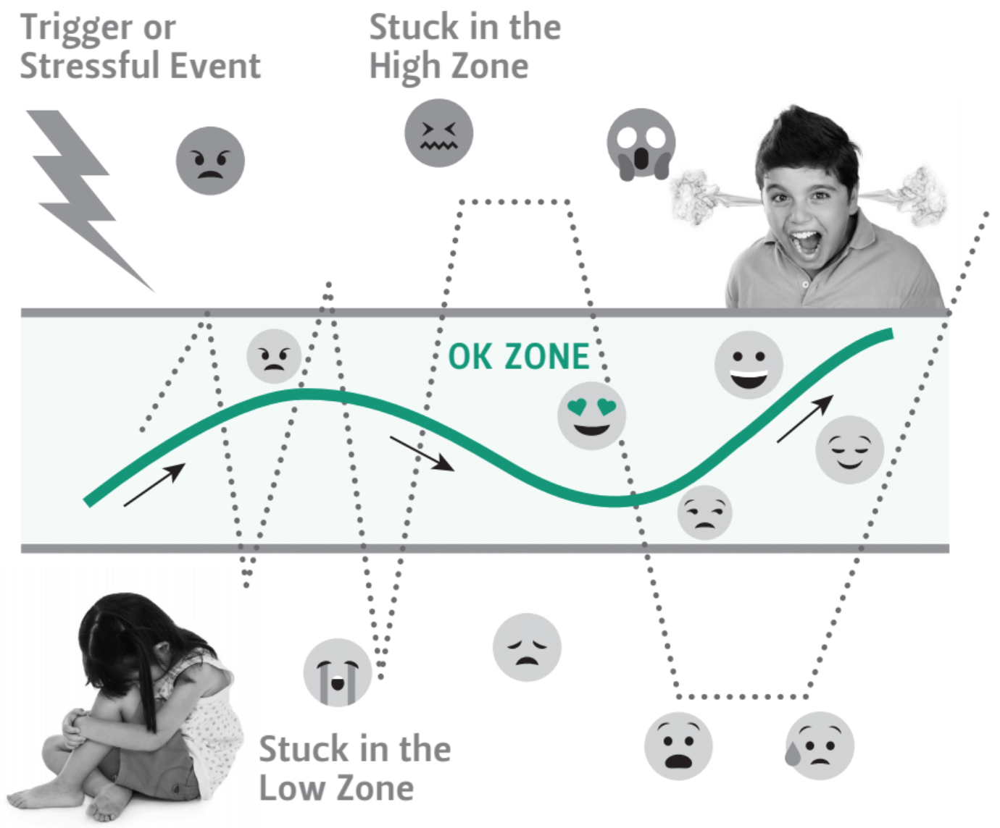 Trigger or
Stressful Event
Stuck in the
High Zone
OK ZONE
Stuck in the
Low Zone